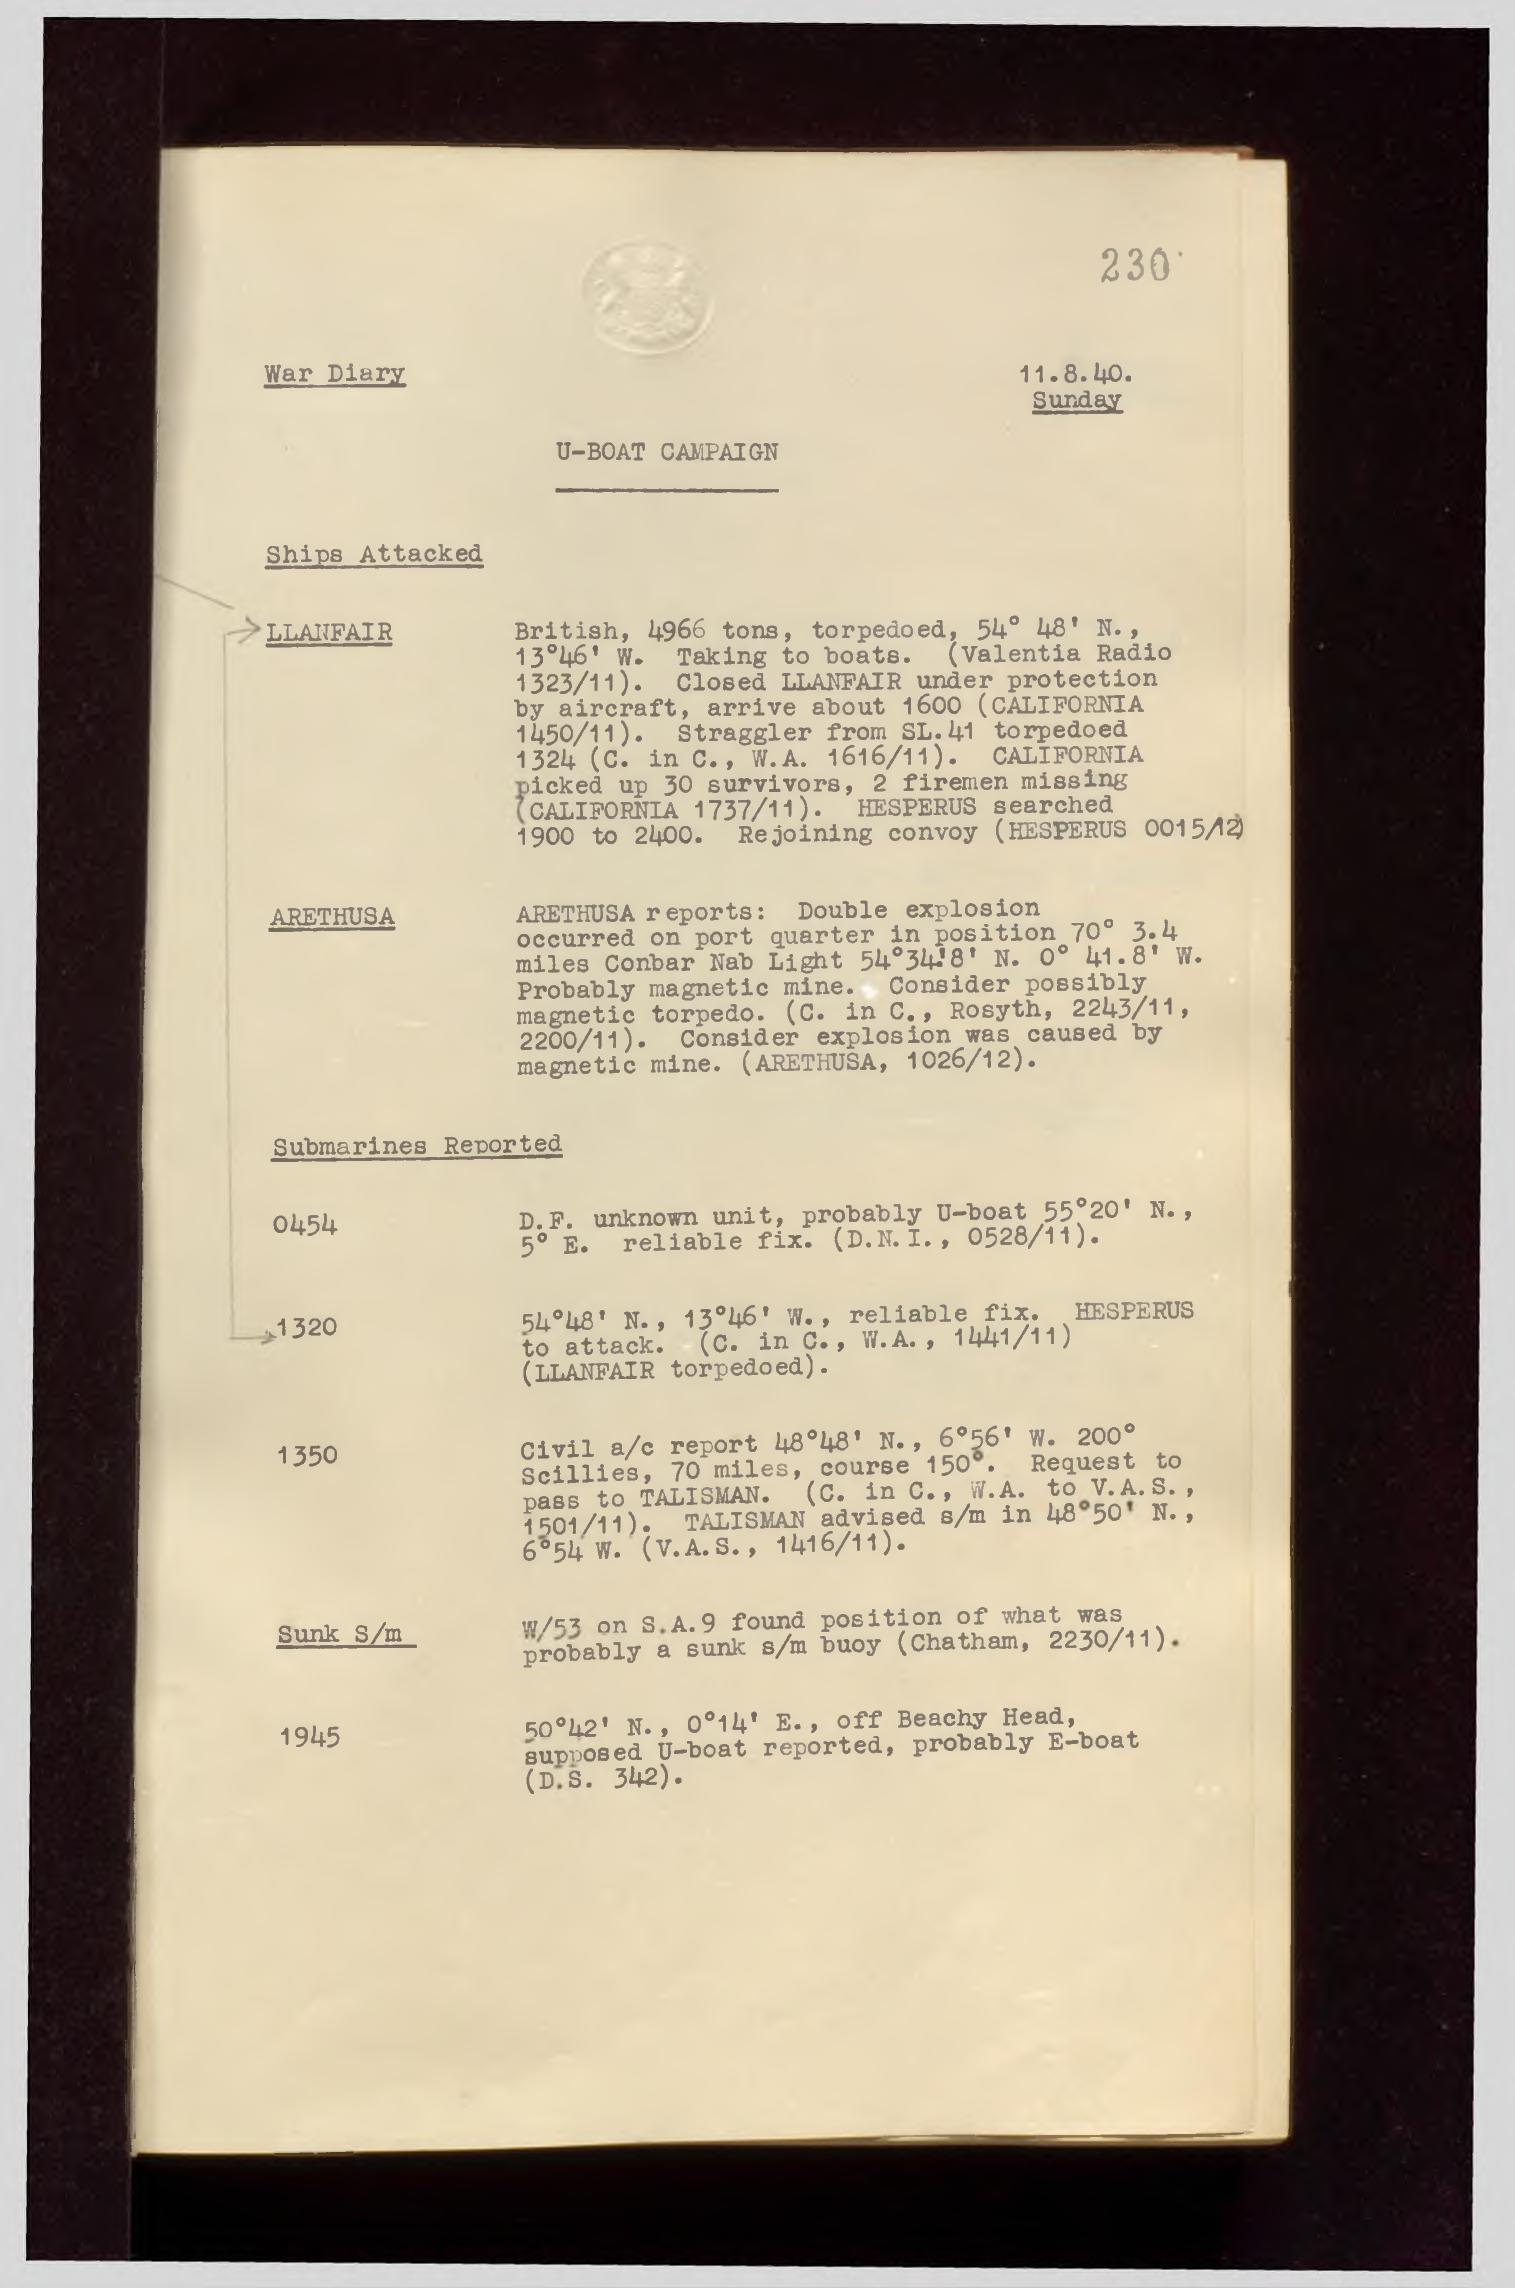 230
War Diary
11.8.40.
Sunday
U-BOAT CAMPAIGN
Ships Attacked
LLANFAIR
British, 4966 tons, torpedoed, 54° 48' N.,
13°46' W. Taking to boats. (Valentia Radio
1323/11). Closed LLANFAIR under protection
by aircraft, arrive about 1600 (CALIFORNIA
1450/11). Straggler from SL.41 torpedoed
1324 (C. in C., W.A. 1616/11). CALIFORNIA
picked up 30 survivors, 2 firemen missing
(CALIFORNIA 1737/11). HESPERUS searched
1900 to 2400. Rejoining convoy (HESPERUS 0015/12)
ARETHUSA
ARETHUSA reports: Double explosion
occurred on port quarter in position 70° 3.4
miles Conbar Nab Light 54°34.8' N. 0° 41.8' W.
Probably magnetic mine. Consider possibly
magnetic torpedo. (C. in C., Rosyth, 2243/11,
2200/11). Consider explosion was caused by
magnetic mine. (ARETHUSA, 1026/12).
Submarines Reported
0454
D.F. unknown unit, probably U-boat 55°20' N.,
5° E. reliable fix. (D.N.I., 0528/11).
1320
54°48' N., 13°46' W., reliable fix. HESPERUS
to attack. (C. in C., W.A., 1441/11)
(LLANFAIR torpedoed).
1350
Civil a/c report 48°48' N., 6°56' W. 200°
Scillies, 70 miles, course 150°. Request to
pass to TALISMAN. (C. in C., W.A. to V.A.S.,
1501/11). TALISMAN advised s/m in 48°50' N.,
6°54 W. (V.A.S., 1416/11).
Sunk S/m
W/53 on S.A.9 found position of what was
probably a sunk s/m buoy (Chatham, 2230/11).
1945
50°42' N., 0°14' E., off Beachy Head,
supposed U-boat reported, probably E-boat
(D.S. 342).